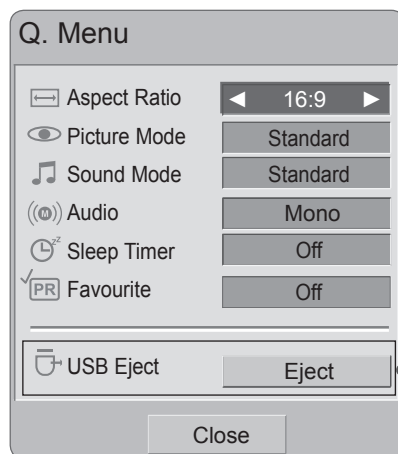 Q. Menu
Aspect Ratio ◀ 16:9 ▶
Picture Mode Standard
Sound Mode Standard
((M)) Audio Mono
zz Sleep Timer Off
PR Favourite Off
USB Eject Eject
Close